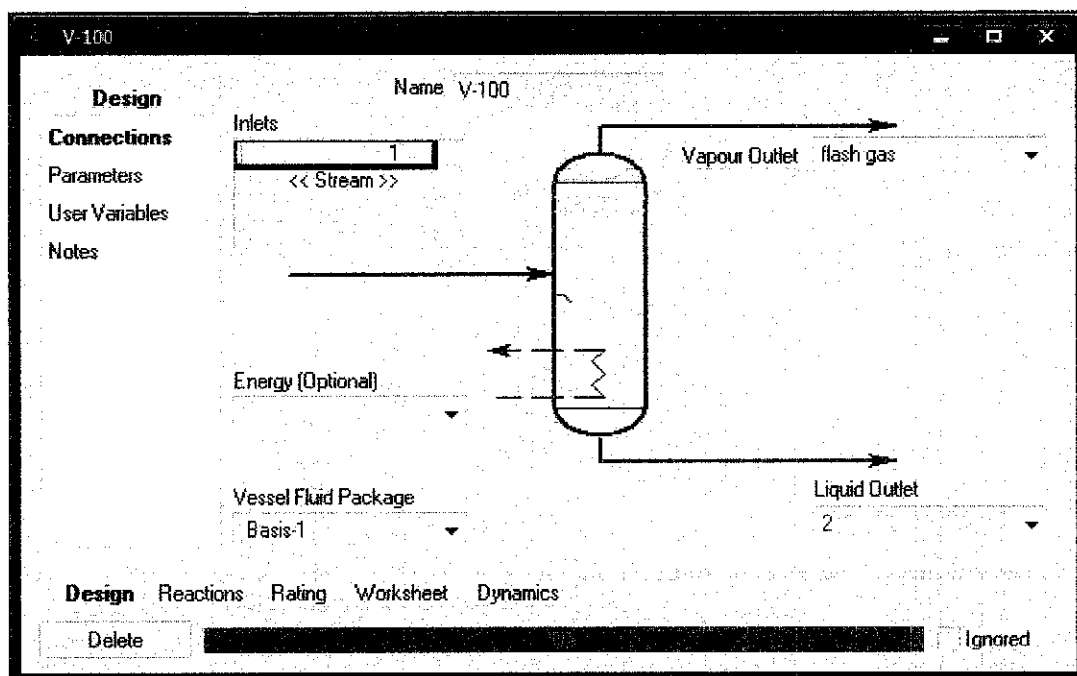 V-100
Design
Name V-100
Connections
Inlets
1
Vapour Outlet flash gas
Parameters
<< Stream >>
User Variables
Notes
Energy (Optional)
Vessel Fluid Package
Liquid Outlet
Basis-1
2
Design Reactions Rating Worksheet Dynamics
Delete
Ignored